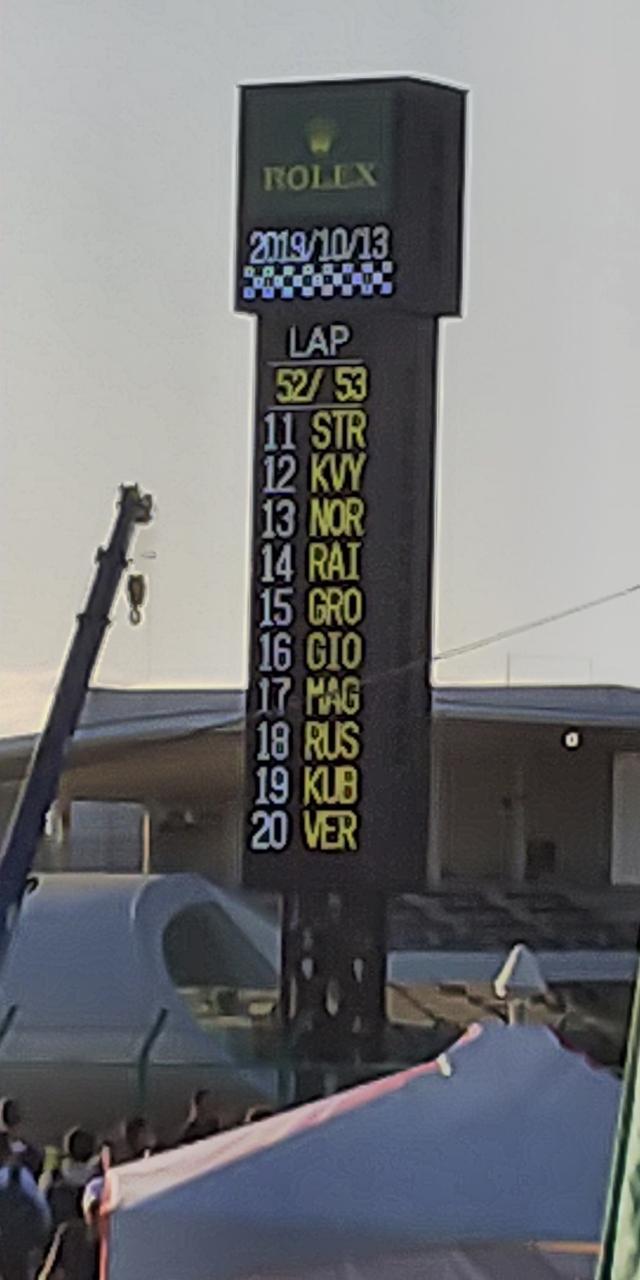 ROLEX
2019/10/13
LAP
52/ 53
11 STR
12 KVY
13 NOR
14 RAI
15 GRO
16 GIO
17 MAG
18 RUS
19 KUB
20 VER